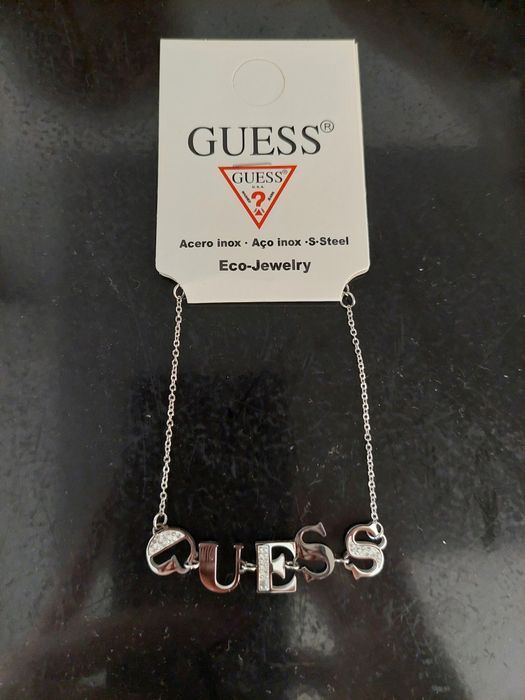 GUESS®
GUESS®
U.S.A.
?
Acero inox · Aço inox ·S·Steel
Eco-Jewelry
GUESS